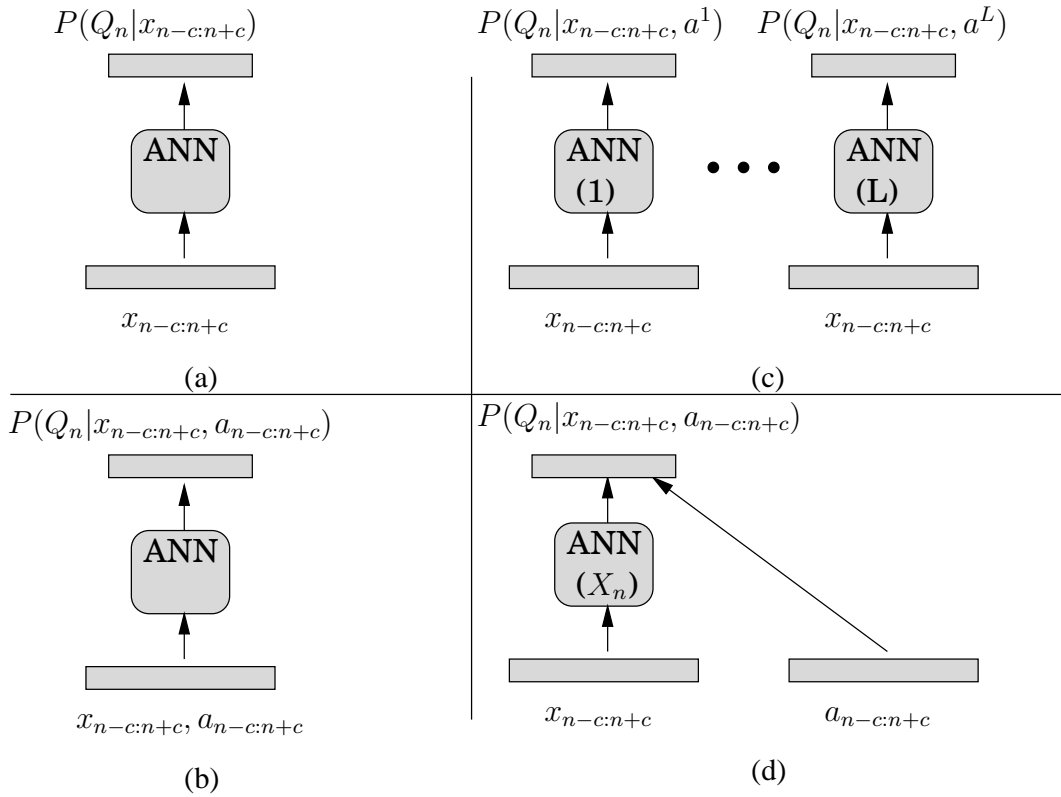 P(Q_n|x_{n−c:n+c})
ANN
x_{n−c:n+c}
(a)
P(Q_n|x_{n−c:n+c}, a^1)
P(Q_n|x_{n−c:n+c}, a^L)
ANN
(1)
ANN
(L)
x_{n−c:n+c}
x_{n−c:n+c}
(c)
P(Q_n|x_{n−c:n+c}, a_{n−c:n+c})
ANN
x_{n−c:n+c}, a_{n−c:n+c}
(b)
P(Q_n|x_{n−c:n+c}, a_{n−c:n+c})
ANN
(X_n)
x_{n−c:n+c}
a_{n−c:n+c}
(d)